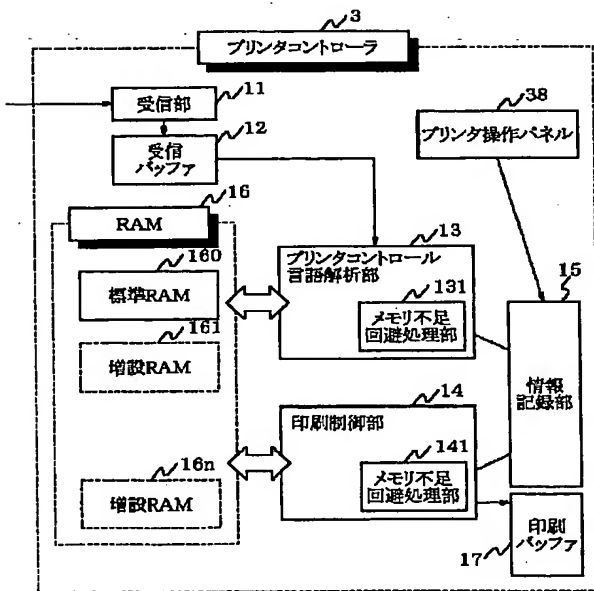 3
プリンタコントローラ
11
受信部
38
12
プリンタ操作パネル
受信
バッファ
16
RAM
13
160
プリンタコントロール
言語解析部
15
標準RAM
131
メモリ不足
回避処理部
161
増設RAM
14
情報
記録部
印刷制御部
141
16n
メモリ不足
回避処理部
増設RAM
印刷
バッファ
17